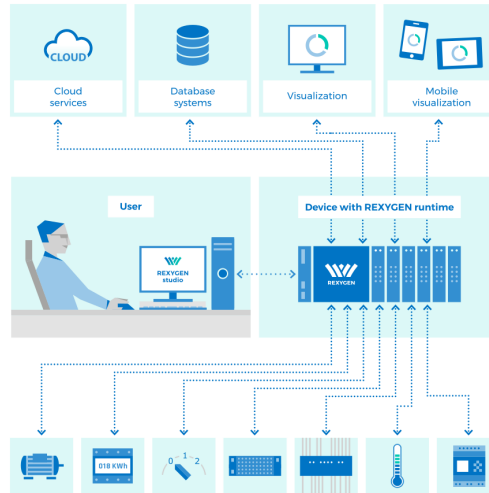 CLOUD
Cloud
services
Database
systems
Visualization
Mobile
visualization
User
Device with REXYGEN runtime
REXYGEN
studio
REXYGEN
018 KWh
0 1 2